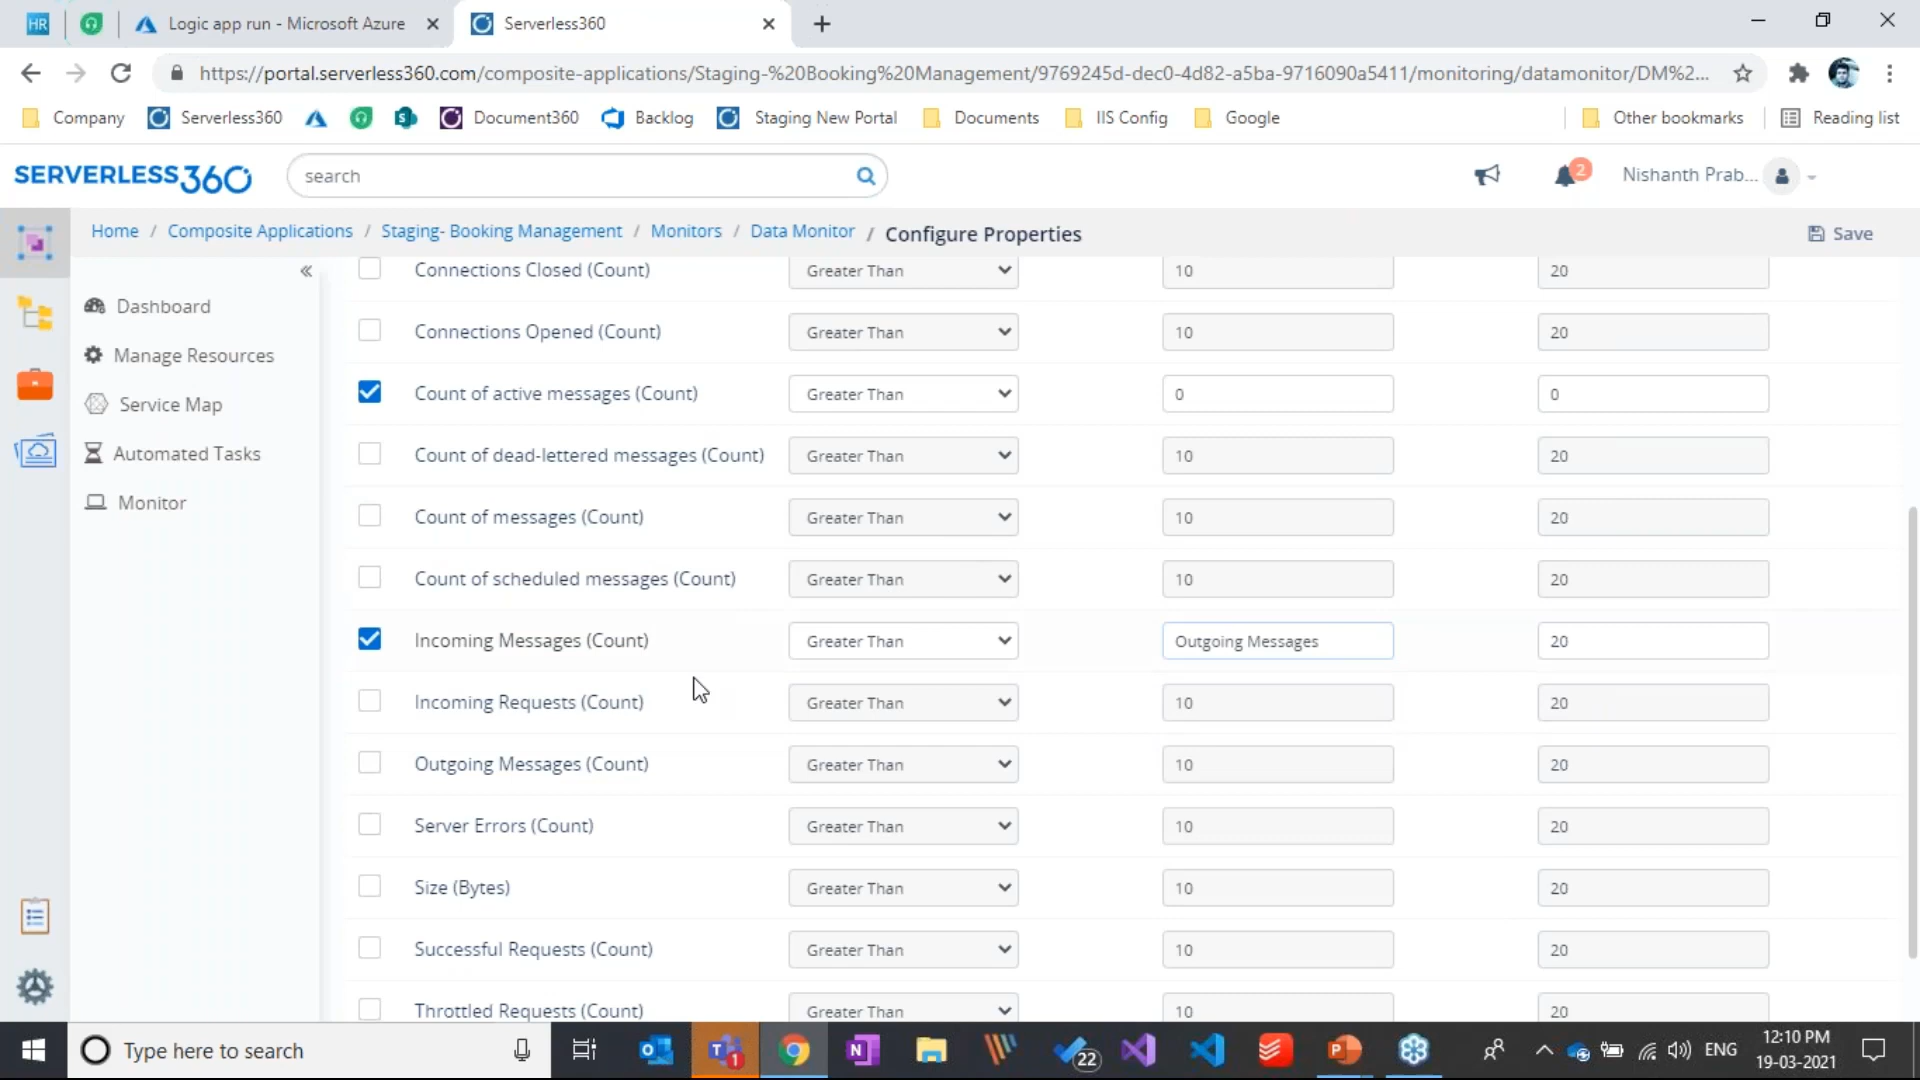 HR
Logic app run - Microsoft Azure
Serverless360
https://portal.serverless360.com/composite-applications/Staging-%20Booking%20Management/9769245d-dec0-4d82-a5ba-9716090a5411/monitoring/datamonitor/DM%2...
Company
Serverless360
Document360
Backlog
Staging New Portal
Documents
IIS Config
Google
Other bookmarks
Reading list
SERVERLESS360
search
2
Nishanth Prab...
Home / Composite Applications / Staging- Booking Management / Monitors / Data Monitor / Configure Properties
Save
«
Dashboard
Manage Resources
Service Map
Automated Tasks
Monitor
Connections Closed (Count) Greater Than 10 20
Connections Opened (Count) Greater Than 10 20
Count of active messages (Count) Greater Than 0 0
Count of dead-lettered messages (Count) Greater Than 10 20
Count of messages (Count) Greater Than 10 20
Count of scheduled messages (Count) Greater Than 10 20
Incoming Messages (Count) Greater Than Outgoing Messages 20
Incoming Requests (Count) Greater Than 10 20
Outgoing Messages (Count) Greater Than 10 20
Server Errors (Count) Greater Than 10 20
Size (Bytes) Greater Than 10 20
Successful Requests (Count) Greater Than 10 20
Throttled Requests (Count) Greater Than 10 20
Type here to search
1
22
ENG
12:10 PM
19-03-2021